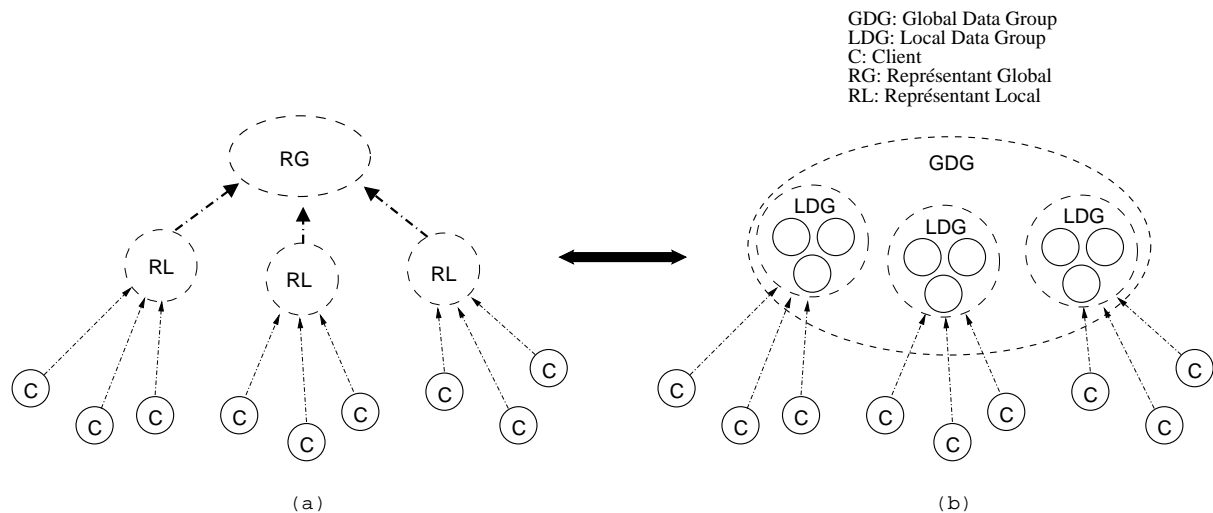 GDG: Global Data Group
LDG: Local Data Group
C: Client
RG: Représentant Global
RL: Représentant Local
RG
RL
RL
RL
C
C
C
C
C
C
C
C
C
(a)
GDG
LDG
LDG
LDG
C
C
C
C
C
C
C
C
C
(b)